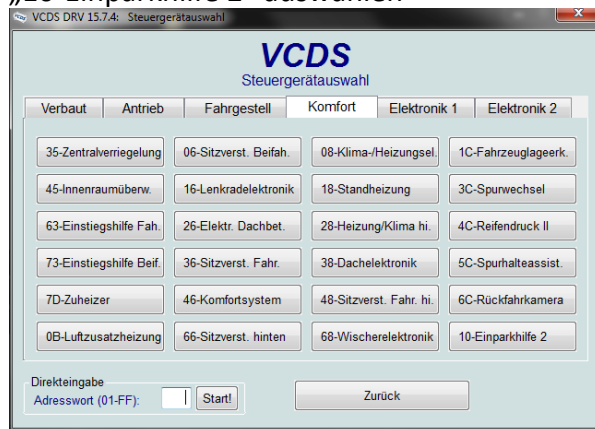 „10-Einparkhilfe 2“ auswählen
VCDS DRV 15.7.4: Steuergerätauswahl
VCDS
Steuergerätauswahl
Verbaut Antrieb Fahrgestell Komfort Elektronik 1 Elektronik 2
35-Zentralverriegelung 06-Sitzverst. Beifah. 08-Klima-/Heizungsel. 1C-Fahrzeuglageerk.
45-Innenraumüberw. 16-Lenkradelektronik 18-Standheizung 3C-Spurwechsel
63-Einstiegshilfe Fah. 26-Elektr. Dachbet. 28-Heizung/Klima hi. 4C-Reifendruck II
73-Einstiegshilfe Beif. 36-Sitzverst. Fahr. 38-Dachelektronik 5C-Spurhalteassist.
7D-Zuheizer 46-Komfortsystem 48-Sitzverst. Fahr. hi. 6C-Rückfahrkamera
0B-Luftzusatzheizung 66-Sitzverst. hinten 68-Wischerelektronik 10-Einparkhilfe 2
Direkteingabe
Adresswort (01-FF): Start! Zurück